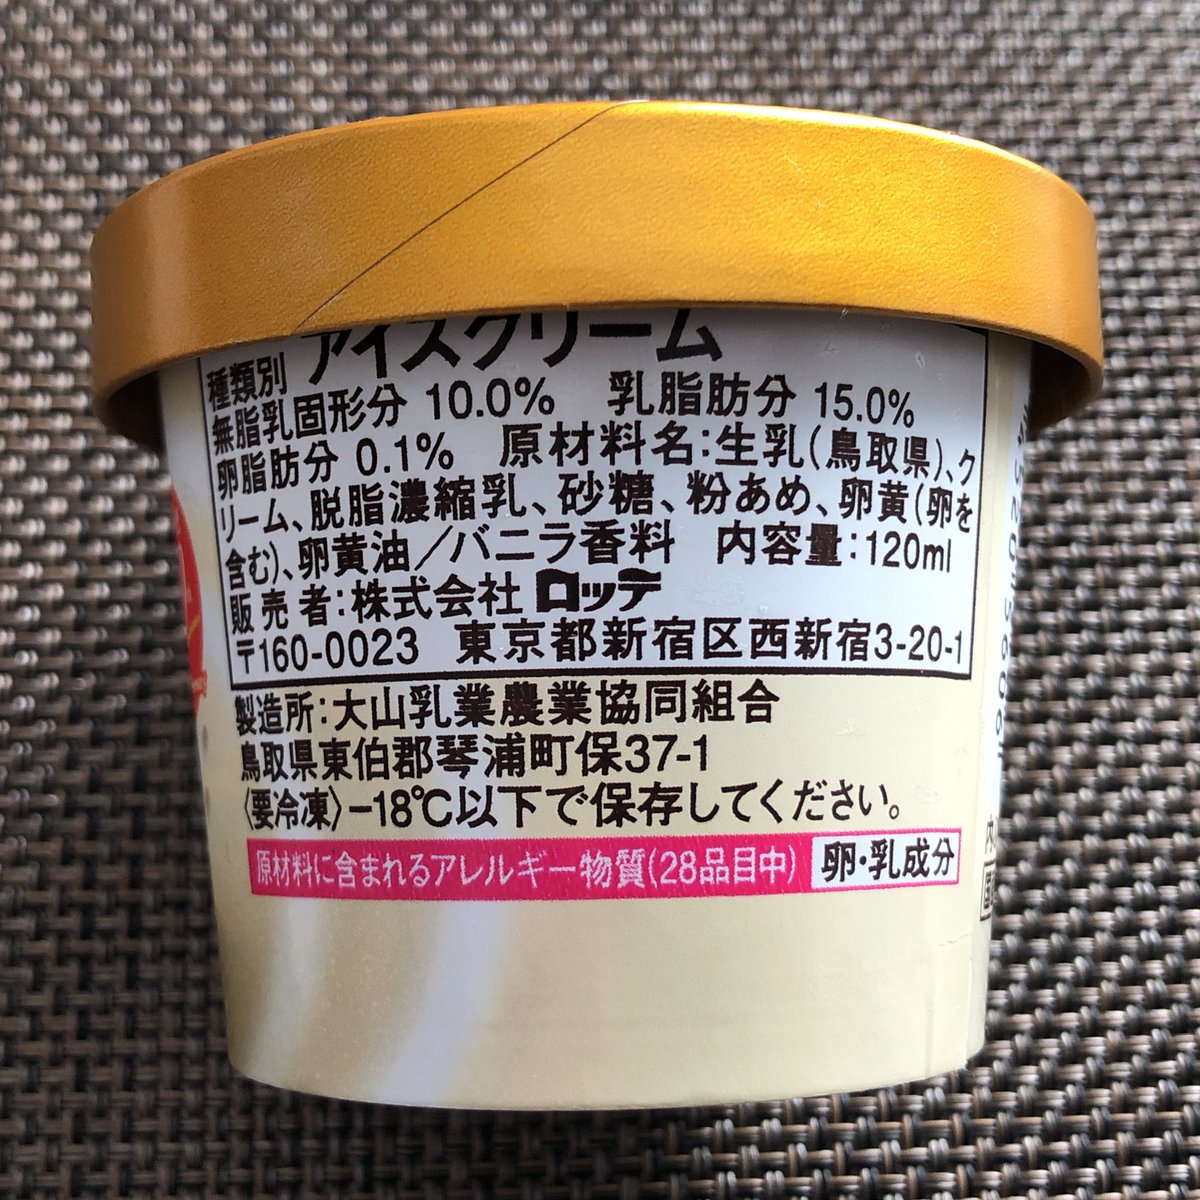 種類別 アイスクリーム
無脂乳固形分 10.0% 乳脂肪分 15.0%
卵脂肪分 0.1% 原材料名:生乳(鳥取県)、ク
リーム、脱脂濃縮乳、砂糖、粉あめ、卵黄(卵を
含む)、卵黄油/バニラ香料 内容量:120ml
販売者:株式会社ロッテ
〒160-0023 東京都新宿区西新宿3-20-1
製造所:大山乳業農業協同組合
鳥取県東伯郡琴浦町保37-1
〈要冷凍〉-18℃以下で保存してください。
原材料に含まれるアレルギー物質(28品目中) 卵・乳成分